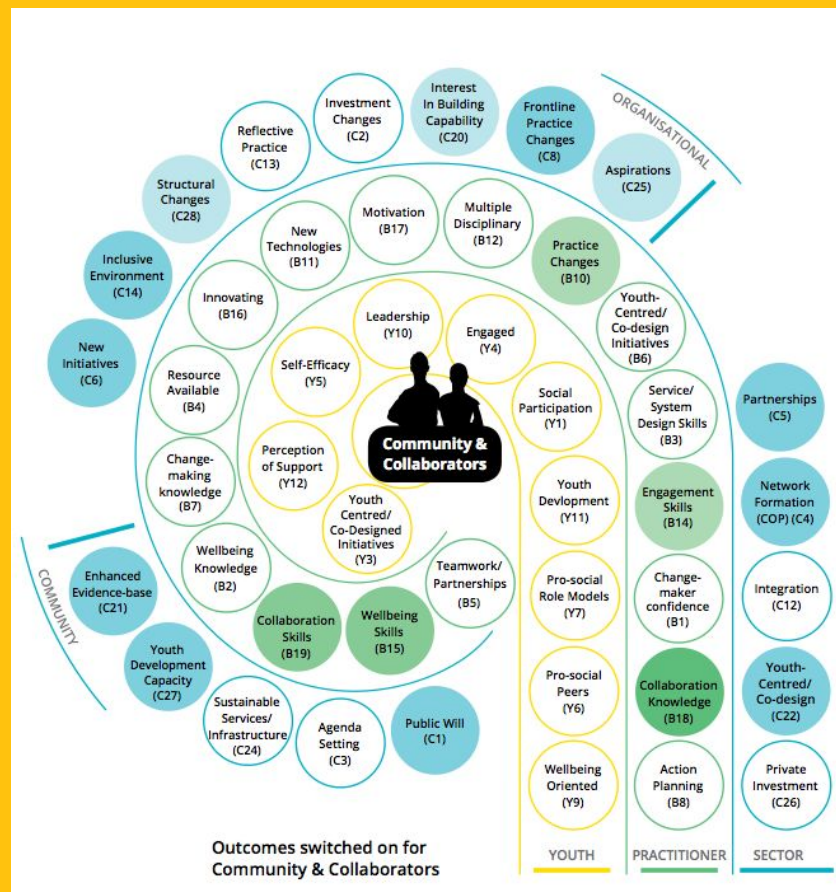 Interest
In Building
Capability
(C20)
Investment
Changes
(C2)
Reflective
Practice
(C13)
Structural
Changes
(C28)
Inclusive
Environment
(C14)
New
Initiatives
(C6)
Frontline
Practice
Changes
(C8)
Aspirations
(C25)
ORGANISATIONAL
Motivation
(B17)
Multiple
Disciplinary
(B12)
New
Technologies
(B11)
Practice
Changes
(B10)
Innovating
(B16)
Youth-
Centred/
Co-design
Initiatives
(B6)
Resource
Available
(B4)
Service/
System
Design Skills
(B3)
Change-
making
knowledge
(B7)
Engagement
Skills
(B14)
Wellbeing
Knowledge
(B2)
Collaboration
Skills
(B19)
Wellbeing
Skills
(B15)
Teamwork/
Partnerships
(B5)
Change-
maker
confidence
(B1)
Collaboration
Knowledge
(B18)
Action
Planning
(B8)
Leadership
(Y10)
Engaged
(Y4)
Self-Efficacy
(Y5)
Social
Participation
(Y1)
Perception
of Support
(Y12)
Youth
Centred/
Co-Designed
Initiatives
(Y3)
Community &
Collaborators
Youth
Devlopment
(Y11)
Pro-social
Role Models
(Y7)
Pro-social
Peers
(Y6)
Wellbeing
Oriented
(Y9)
Partnerships
(C5)
Network
Formation
(COP) (C4)
Integration
(C12)
Youth-
Centred/
Co-design
(C22)
Private
Investment
(C26)
COMMUNITY
Enhanced
Evidence-base
(C21)
Youth
Development
Capacity
(C27)
Sustainable
Services/
Infrastructure
(C24)
Agenda
Setting
(C3)
Public Will
(C1)
Outcomes switched on for
Community & Collaborators
YOUTH
PRACTITIONER
SECTOR